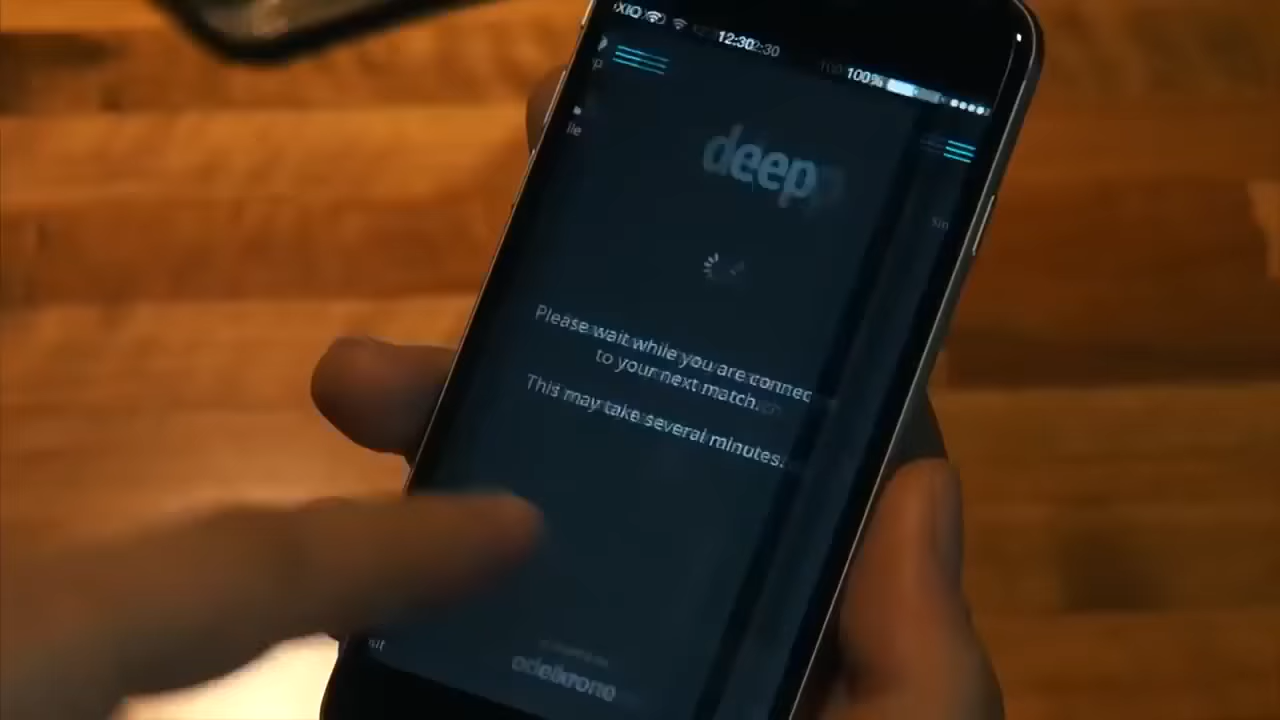 12:30
100%
deep
Please wait while you are connec
to your next match.
This may take several minutes.
edelkrone